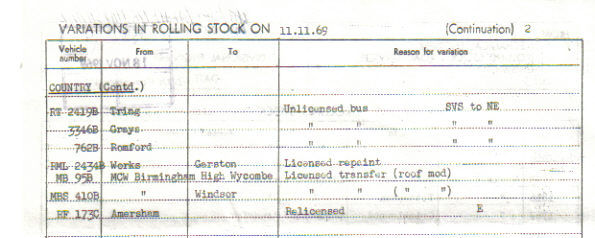 VARIATIONS IN ROLLING STOCK ON 11.11.69 (Continuation) 2
Vehicle number From To Reason for variation
COUNTRY (Contd.)
RT 2419B Tring Unlicensed bus SVS to NE
3346B Grays " " " "
762B Romford " " " "
RML 2434B Works Garston Licensed repaint
MB 95B MCW Birmingham High Wycombe Licensed transfer (roof mod)
MBS 410B " Windsor " " ( " ")
RF 173C Amersham Relicensed E